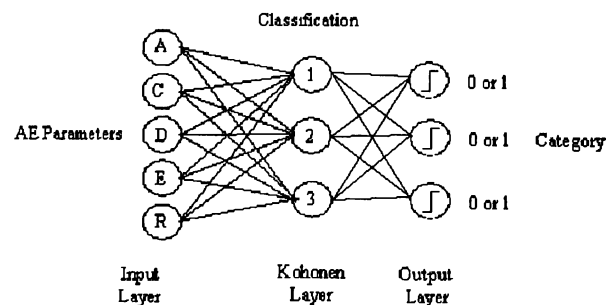 Classification
A
C
D
E
R
AE Parameters
1
2
3
0 or 1
0 or 1
0 or 1
Category
Input
Layer
Kohonen
Layer
Output
Layer